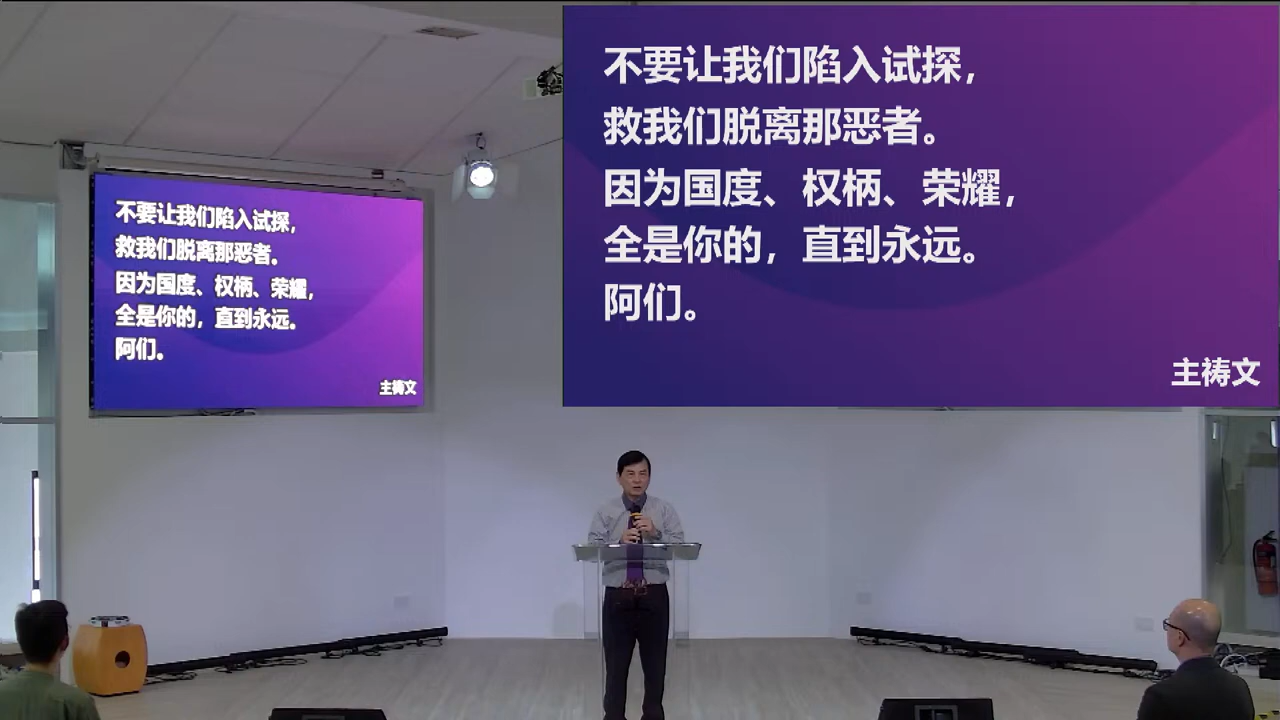 不要让我们陷入试探，
救我们脱离那恶者。
因为国度、权柄、荣耀，
全是你的，直到永远。
阿们。
主祷文
不要让我们陷入试探，
救我们脱离那恶者。
因为国度、权柄、荣耀，
全是你的，直到永远。
阿们。
主祷文